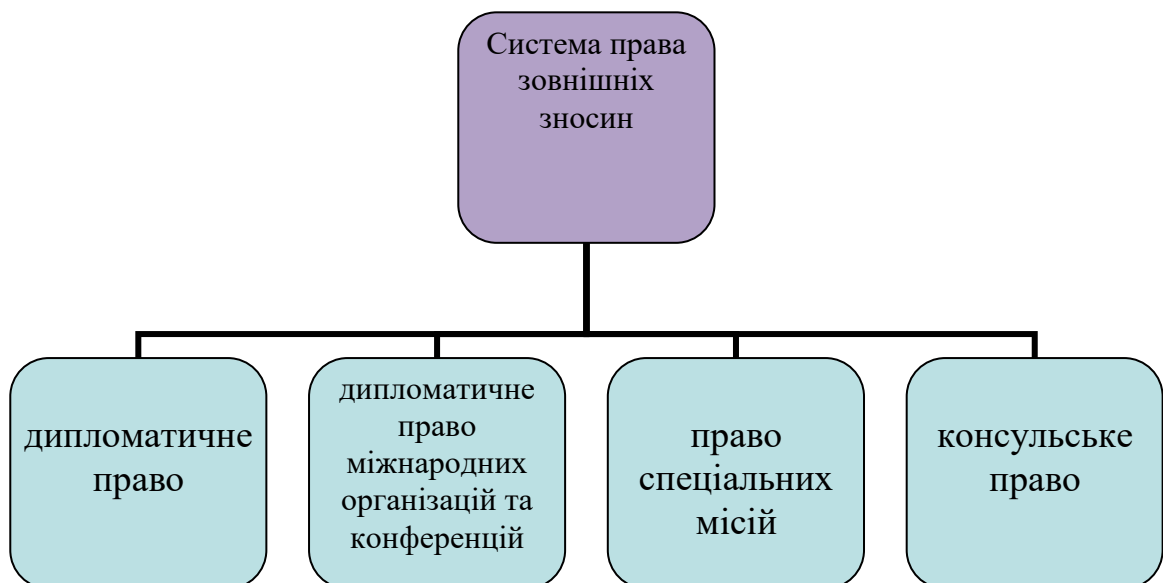 Система права
зовнішніх
зносин
дипломатичне
право
дипломатичне
право
міжнародних
організацій та
конференцій
право
спеціальних
місій
консульське
право